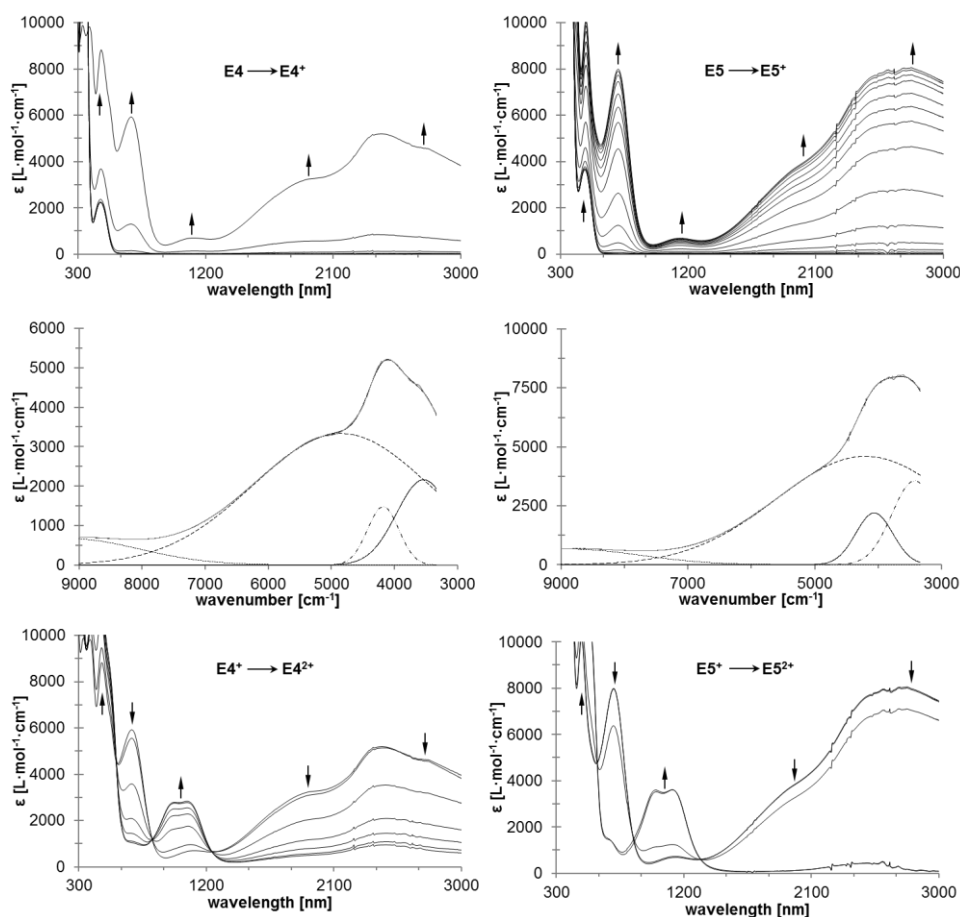 10000
8000
6000
4000
2000
0
ε [L·mol⁻¹·cm⁻¹]
E4 → E4⁺
300 1200 2100 3000
wavelength [nm]
10000
8000
6000
4000
2000
0
ε [L·mol⁻¹·cm⁻¹]
E5 → E5⁺
300 1200 2100 3000
wavelength [nm]
6000
5000
4000
3000
2000
1000
0
ε [L·mol⁻¹·cm⁻¹]
9000 8000 7000 6000 5000 4000 3000
wavenumber [cm⁻¹]
10000
7500
5000
2500
0
ε [L·mol⁻¹·cm⁻¹]
9000 7000 5000 3000
wavenumber [cm⁻¹]
10000
8000
6000
4000
2000
0
ε [L·mol⁻¹·cm⁻¹]
E4⁺ → E4²⁺
300 1200 2100 3000
wavelength [nm]
10000
8000
6000
4000
2000
0
ε [L·mol⁻¹·cm⁻¹]
E5⁺ → E5²⁺
300 1200 2100 3000
wavelength [nm]